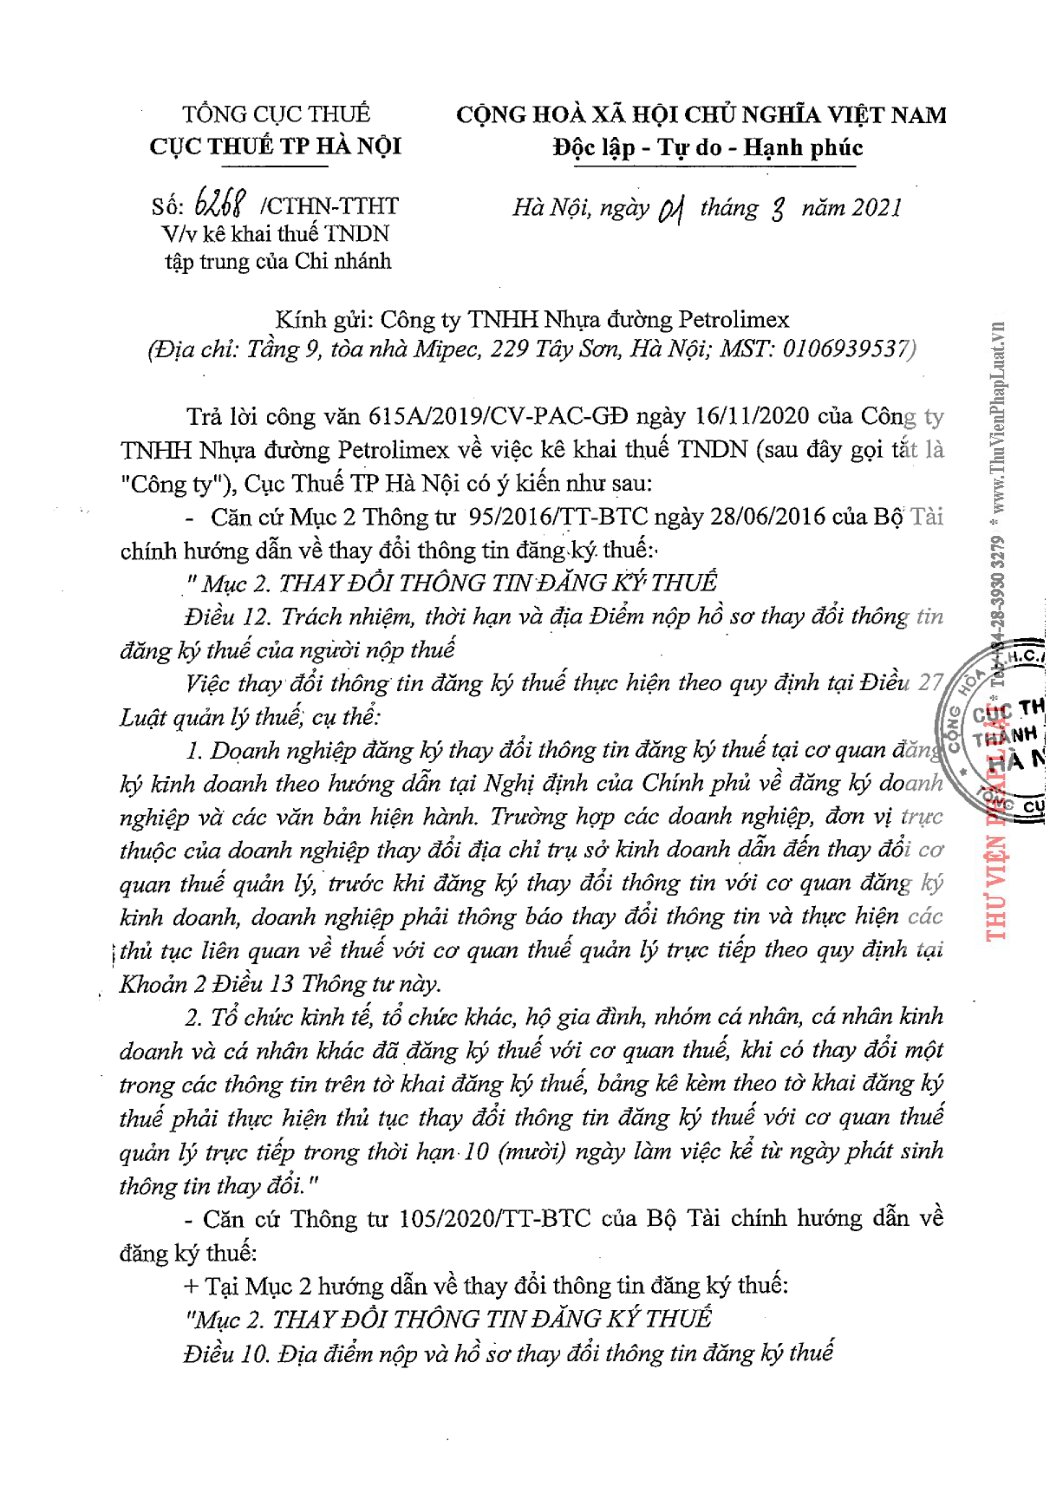 TỔNG CỤC THUẾ
CỤC THUẾ TP HÀ NỘI
CỘNG HOÀ XÃ HỘI CHỦ NGHĨA VIỆT NAM
Độc lập - Tự do - Hạnh phúc
Số: 6268 /CTHN-TTHT
V/v kê khai thuế TNDN
tập trung của Chi nhánh
Hà Nội, ngày 01 tháng 3 năm 2021
Kính gửi: Công ty TNHH Nhựa đường Petrolimex
(Địa chỉ: Tầng 9, tòa nhà Mipec, 229 Tây Sơn, Hà Nội; MST: 0106939537)
Trả lời công văn 615A/2019/CV-PAC-GĐ ngày 16/11/2020 của Công ty
TNHH Nhựa đường Petrolimex về việc kê khai thuế TNDN (sau đây gọi tắt là
"Công ty"), Cục Thuế TP Hà Nội có ý kiến như sau:
- Căn cứ Mục 2 Thông tư 95/2016/TT-BTC ngày 28/06/2016 của Bộ Tài
chính hướng dẫn về thay đổi thông tin đăng ký thuế:
" Mục 2. THAY ĐỔI THÔNG TIN ĐĂNG KÝ THUẾ
Điều 12. Trách nhiệm, thời hạn và địa Điểm nộp hồ sơ thay đổi thông tin
đăng ký thuế của người nộp thuế
Việc thay đổi thông tin đăng ký thuế thực hiện theo quy định tại Điều 27
Luật quản lý thuế, cụ thể:
1. Doanh nghiệp đăng ký thay đổi thông tin đăng ký thuế tại cơ quan đăng
ký kinh doanh theo hướng dẫn tại Nghị định của Chính phủ về đăng ký doanh
nghiệp và các văn bản hiện hành. Trường hợp các doanh nghiệp, đơn vị trực
thuộc của doanh nghiệp thay đổi địa chỉ trụ sở kinh doanh dẫn đến thay đổi cơ
quan thuế quản lý, trước khi đăng ký thay đổi thông tin với cơ quan đăng ký
kinh doanh, doanh nghiệp phải thông báo thay đổi thông tin và thực hiện các
thủ tục liên quan về thuế với cơ quan thuế quản lý trực tiếp theo quy định tại
Khoản 2 Điều 13 Thông tư này.
2. Tổ chức kinh tế, tổ chức khác, hộ gia đình, nhóm cá nhân, cá nhân kinh
doanh và cá nhân khác đã đăng ký thuế với cơ quan thuế, khi có thay đổi một
trong các thông tin trên tờ khai đăng ký thuế, bảng kê kèm theo tờ khai đăng ký
thuế phải thực hiện thủ tục thay đổi thông tin đăng ký thuế với cơ quan thuế
quản lý trực tiếp trong thời hạn 10 (mười) ngày làm việc kể từ ngày phát sinh
thông tin thay đổi."
- Căn cứ Thông tư 105/2020/TT-BTC của Bộ Tài chính hướng dẫn về
đăng ký thuế:
+ Tại Mục 2 hướng dẫn về thay đổi thông tin đăng ký thuế:
"Mục 2. THAY ĐỔI THÔNG TIN ĐĂNG KÝ THUẾ
Điều 10. Địa điểm nộp và hồ sơ thay đổi thông tin đăng ký thuế
THƯ VIỆN PHÁP LUẬT * Tel: +84-28-3930 3279 * www.ThuVienPhapLuat.vn
CỘNG HÒA
CỤC TH
THÀNH
HÀ N
TỔNG CỤ